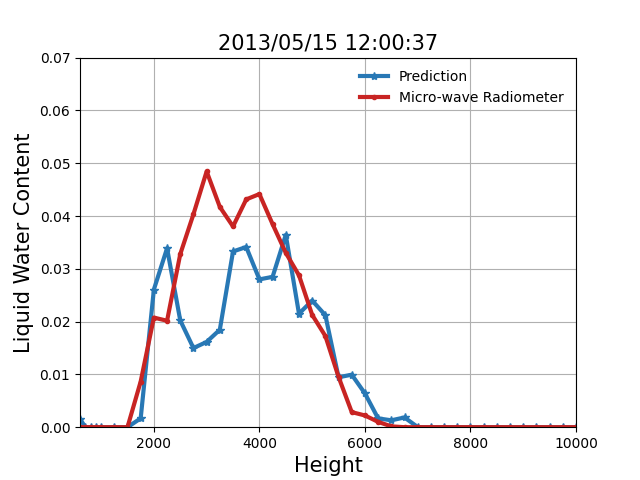 2013/05/15 12:00:37
0.07
0.06
0.05
0.04
0.03
0.02
0.01
0.00
Liquid Water Content
Prediction
Micro-wave Radiometer
2000 4000 6000 8000 10000
Height